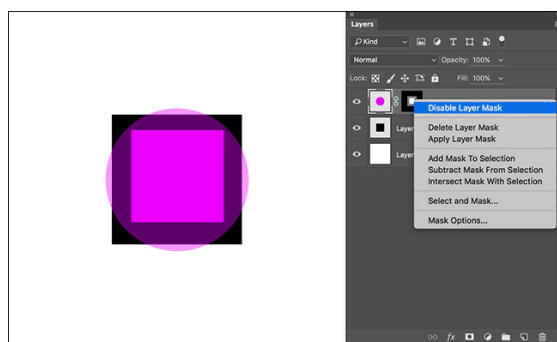 Layers
Kind
Normal Opacity: 100%
Lock: Fill: 100%
Disable Layer Mask
Layer Delete Layer Mask
Apply Layer Mask
Layer Add Mask To Selection
Subtract Mask From Selection
Intersect Mask With Selection
Select and Mask...
Mask Options...
fx